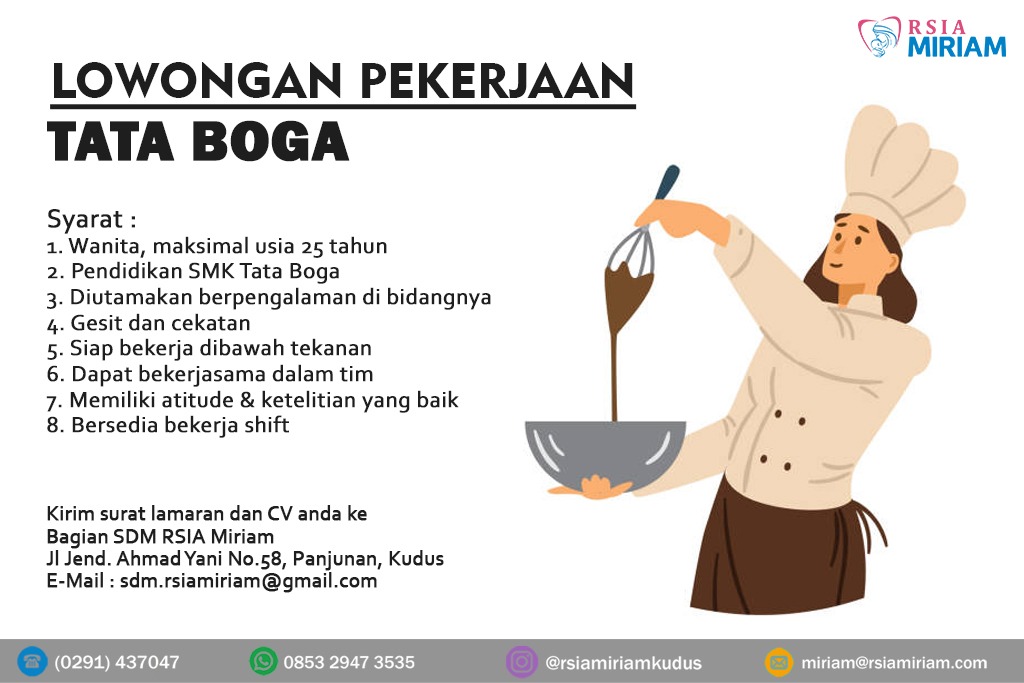 RSIA
MIRIAM
LOWONGAN PEKERJAAN
TATA BOGA
Syarat :
1. Wanita, maksimal usia 25 tahun
2. Pendidikan SMK Tata Boga
3. Diutamakan berpengalaman di bidangnya
4. Gesit dan cekatan
5. Siap bekerja dibawah tekanan
6. Dapat bekerjasama dalam tim
7. Memiliki atitude & ketelitian yang baik
8. Bersedia bekerja shift
Kirim surat lamaran dan CV anda ke
Bagian SDM RSIA Miriam
Jl Jend. Ahmad Yani No.58, Panjunan, Kudus
E-Mail : sdm.rsiamiriam@gmail.com
(0291) 437047
0853 2947 3535
@rsiamiriamkudus
miriam@rsiamiriam.com